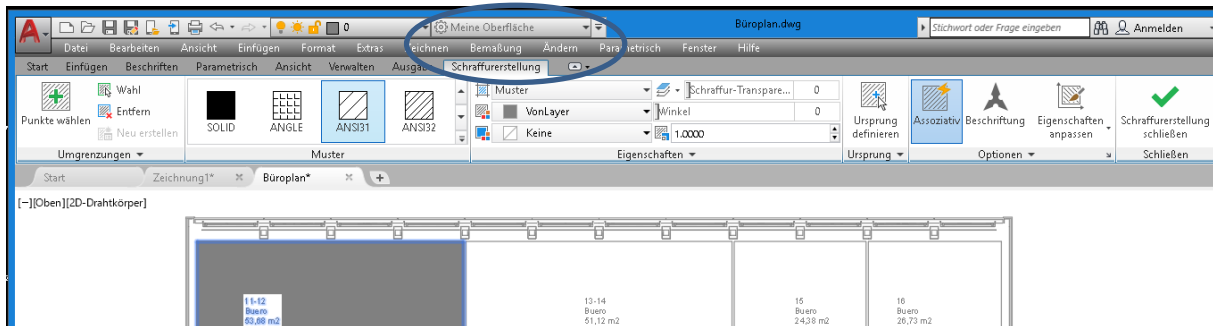 A
0
Meine Oberfläche
Büroplan.dwg
Stichwort oder Frage eingeben
Anmelden
Datei Bearbeiten Ansicht Einfügen Format Extras Zeichnen Bemaßung Ändern Parametrisch Fenster Hilfe
Start Einfügen Beschriften Parametrisch Ansicht Verwalten Ausgabe Schraffurerstellung
Punkte wählen
Wahl
Entfern
Neu erstellen
Umgrenzungen
SOLID ANGLE ANSI31 ANSI32
Muster
Muster
VonLayer
Keine
Schraffur-Transpare... 0
Winkel 0
1.0000
Eigenschaften
Ursprung
definieren
Ursprung
Assoziativ Beschriftung Eigenschaften
anpassen
Optionen
Schraffurerstellung
schließen
Schließen
Start Zeichnung1* Büroplan*
[−][Oben][2D-Drahtkörper]
11-12
Buero
63,68 m2
13-14
Buero
51,12 m2
15
Buero
24,38 m2
16
Buero
26,73 m2